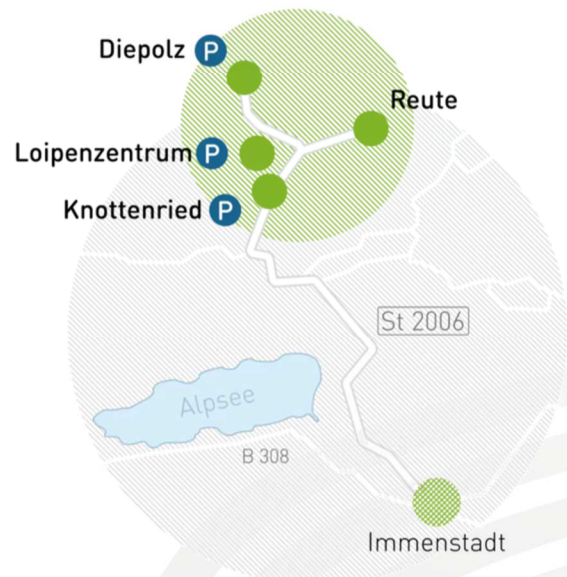 Diepolz P
Reute
Loipenzentrum P
Knottenried P
St 2006
Alpsee
B 308
Immenstadt